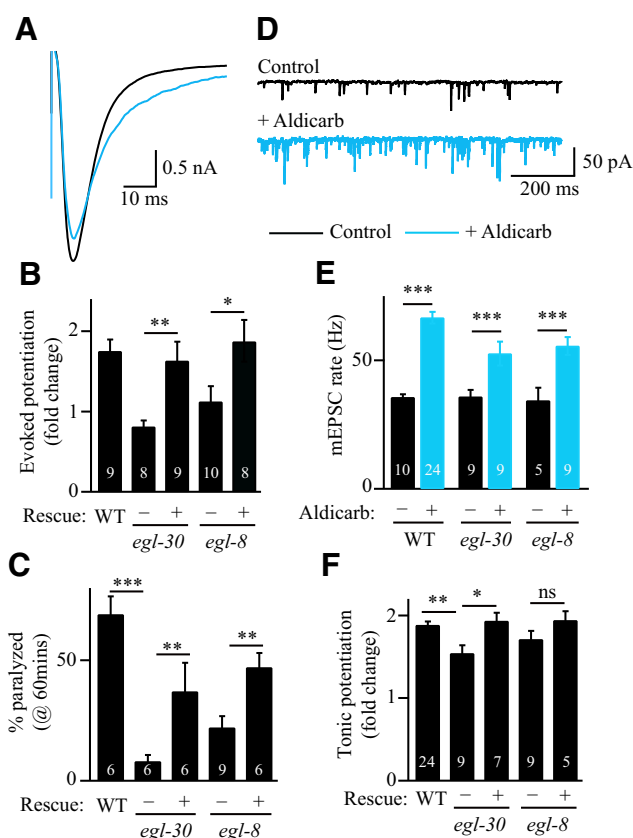 A
0.5 nA
10 ms
D
Control
+ Aldicarb
50 pA
200 ms
Control
+ Aldicarb
B
Evoked potentiation
(fold change)
2
1
0
**
*
9
8
9
10
8
Rescue: WT − + − +
egl-30 egl-8
C
% paralyzed
(@ 60mins)
50
0
***
**
**
6
6
6
9
6
Rescue: WT − + − +
egl-30 egl-8
E
mEPSC rate (Hz)
50
0
***
***
***
10
24
9
9
5
9
Aldicarb: − + − + − +
WT egl-30 egl-8
F
Tonic potentiation
(fold change)
2
1
0
**
*
ns
24
9
7
9
5
Rescue: WT − + − +
egl-30 egl-8